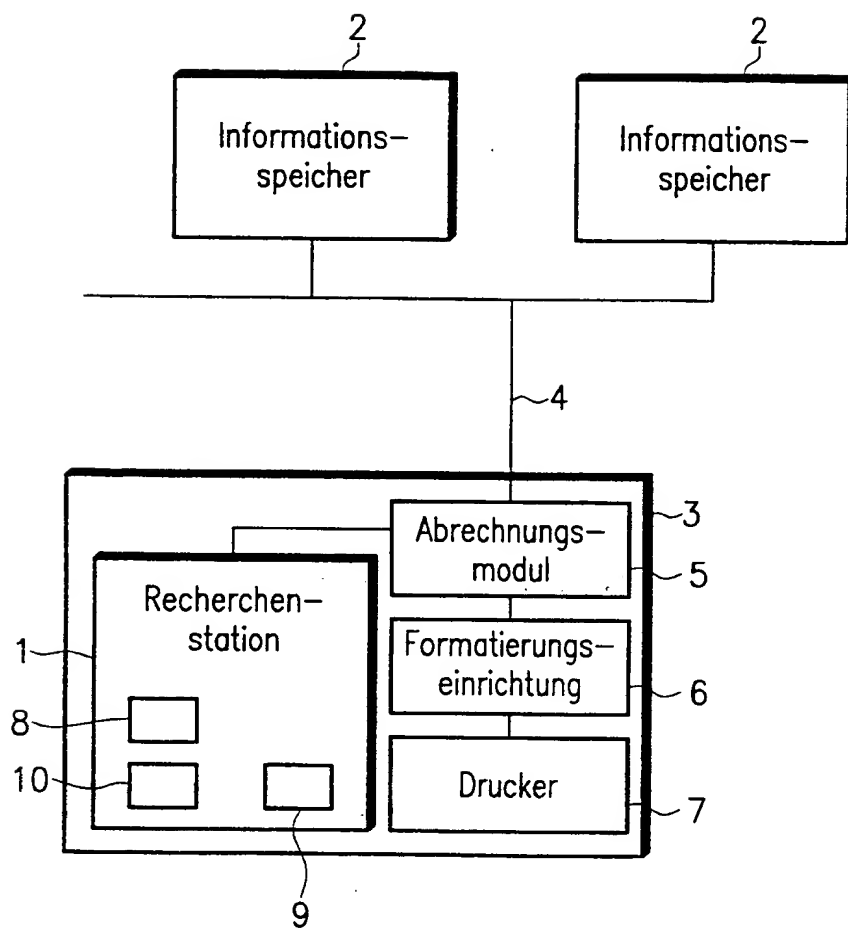 2
2
Informations-
speicher
Informations-
speicher
4
3
Abrechnungs-
modul
5
Recherchen-
station
1
Formatierungs-
einrichtung
6
8
10
Drucker
7
9